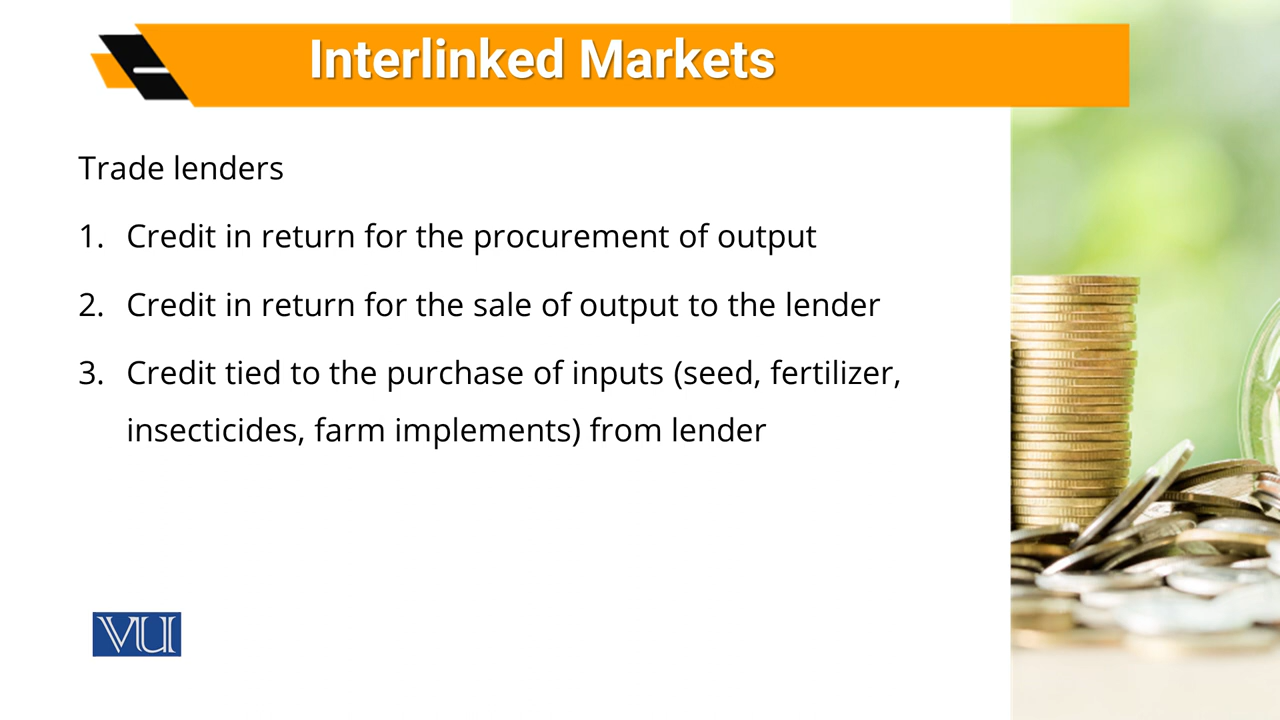 Interlinked Markets
Trade lenders
1. Credit in return for the procurement of output
2. Credit in return for the sale of output to the lender
3. Credit tied to the purchase of inputs (seed, fertilizer,
insecticides, farm implements) from lender
VU